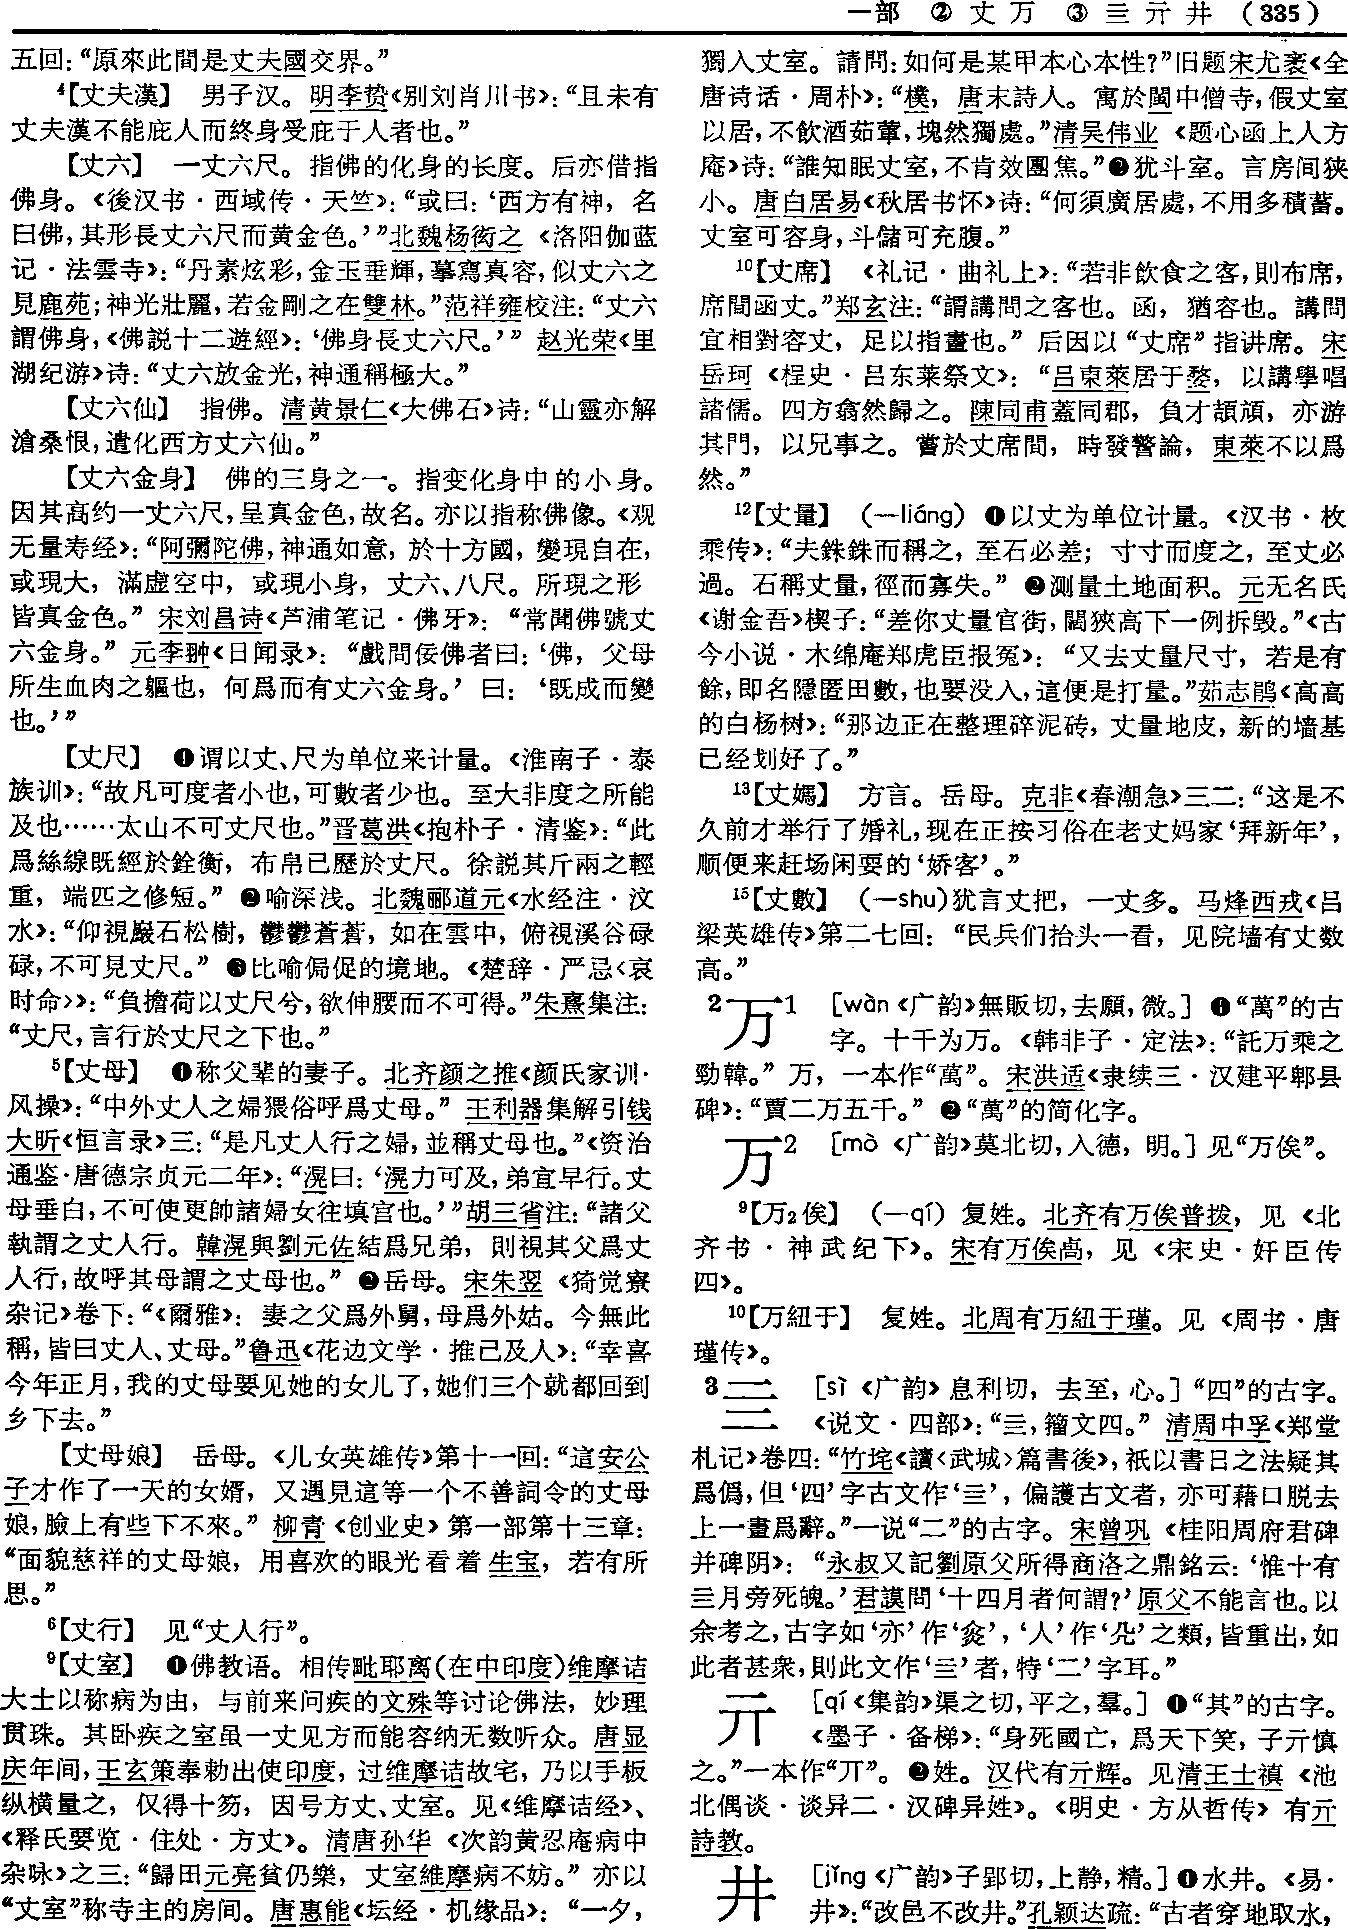 一部 ② 丈 万 ③ 亖 亓 井 (335)
五回：“原來此間是丈夫國交界。”
⁴【丈夫漢】 男子汉。明李贽《别刘肖川书》：“且未有
丈夫漢不能庇人而終身受庇于人者也。”
【丈六】 一丈六尺。指佛的化身的长度。后亦借指
佛身。《後汉书·西域传·天竺》：“或曰：‘西方有神，名
曰佛，其形長丈六尺而黄金色。’”北魏杨衒之《洛阳伽蓝
记·法雲寺》：“丹素炫彩，金玉垂輝，摹寫真容，似丈六之
見鹿苑；神光壯麗，若金剛之在雙林。”范祥雍校注：“丈六
謂佛身，《佛説十二遊經》：‘佛身長丈六尺。’”赵光荣《里
湖纪游》诗：“丈六放金光，神通稱極大。”
【丈六仙】 指佛。清黄景仁《大佛石》诗：“山靈亦解
滄桑恨，遣化西方丈六仙。”
【丈六金身】 佛的三身之一。指变化身中的小身。
因其高约一丈六尺，呈真金色，故名。亦以指称佛像。《观
无量寿经》：“阿彌陀佛，神通如意，於十方國，變現自在，
或現大，滿虚空中，或現小身，丈六、八尺。所現之形
皆真金色。”宋刘昌诗《芦浦笔记·佛牙》：“常聞佛號丈
六金身。”元李翀《日闻录》：“戲問佞佛者曰：‘佛，父母
所生血肉之軀也，何爲而有丈六金身。’曰：‘既成而變
也。’”
【丈尺】 ❶谓以丈、尺为单位来计量。《淮南子·泰
族训》：“故凡可度者小也，可數者少也。至大非度之所能
及也……太山不可丈尺也。”晋葛洪《抱朴子·清鉴》：“此
爲絲線既經於銓衡，布帛已歷於丈尺。徐説其斤兩之輕
重，端匹之修短。”❷喻深浅。北魏郦道元《水经注·汶
水》：“仰視巖石松樹，鬱鬱蒼蒼，如在雲中，俯視溪谷碌
碌，不可見丈尺。”❸比喻侷促的境地。《楚辞·严忌〈哀
时命〉》：“負擔荷以丈尺兮，欲伸腰而不可得。”朱熹集注：
“丈尺，言行於丈尺之下也。”
⁵【丈母】 ❶称父辈的妻子。北齐颜之推《颜氏家训·
风操》：“中外丈人之婦猥俗呼爲丈母。”王利器集解引钱
大昕《恒言录》三：“是凡丈人行之婦，並稱丈母也。”《资治
通鉴·唐德宗贞元二年》：“滉曰：‘滉力可及，弟宜早行。丈
母垂白，不可使更帥諸婦女往填宫也。’”胡三省注：“諸父
執謂之丈人行。韓滉與劉元佐結爲兄弟，則視其父爲丈
人行，故呼其母謂之丈母也。”❷岳母。宋朱翌《猗觉寮
杂记》卷下：“《爾雅》：妻之父爲外舅，母爲外姑。今無此
稱，皆曰丈人、丈母。”鲁迅《花边文学·推己及人》：“幸喜
今年正月，我的丈母要见她的女儿了，她们三个就都回到
乡下去。”
【丈母娘】 岳母。《儿女英雄传》第十一回：“這安公
子才作了一天的女婿，又遇見這等一个不善詞令的丈母
娘，臉上有些下不來。”柳青《创业史》第一部第十三章：
“面貌慈祥的丈母娘，用喜欢的眼光看着生宝，若有所
思。”
⁶【丈行】 见“丈人行”。
⁹【丈室】 ❶佛教语。相传毗耶离(在中印度)维摩诘
大士以称病为由，与前来问疾的文殊等讨论佛法，妙理
贯珠。其卧疾之室虽一丈见方而能容纳无数听众。唐显
庆年间，王玄策奉勅出使印度，过维摩诘故宅，乃以手板
纵横量之，仅得十笏，因号方丈、丈室。见《维摩诘经》、
《释氏要览·住处·方丈》。清唐孙华《次韵黄忍庵病中
杂咏》之三：“歸田元亮貧仍樂，丈室維摩病不妨。”亦以
“丈室”称寺主的房间。唐惠能《坛经·机缘品》：“一夕，
獨入丈室。請問：如何是某甲本心本性？”旧题宋尤袤《全
唐诗话·周朴》：“樸，唐末詩人。寓於閩中僧寺，假丈室
以居，不飲酒茹葷，塊然獨處。”清吴伟业《题心函上人方
庵》诗：“誰知眠丈室，不肯效團焦。”❷犹斗室。言房间狭
小。唐白居易《秋居书怀》诗：“何須廣居處，不用多積蓄。
丈室可容身，斗儲可充腹。”
¹⁰【丈席】 《礼记·曲礼上》：“若非飲食之客，則布席，
席間函丈。”郑玄注：“謂講問之客也。函，猶容也。講問
宜相對容丈，足以指畫也。”后因以“丈席”指讲席。宋
岳珂《桯史·吕东莱祭文》：“吕東萊居于婺，以講學唱
諸儒。四方翕然歸之。陳同甫蓋同郡，負才頡頏，亦游
其門，以兄事之。嘗於丈席間，時發警論，東萊不以爲
然。”
¹²【丈量】 （—liáng）❶以丈为单位计量。《汉书·枚
乘传》：“夫銖銖而稱之，至石必差；寸寸而度之，至丈必
過。石稱丈量，徑而寡失。”❷测量土地面积。元无名氏
《谢金吾》楔子：“差你丈量官街，闊狹高下一例拆毁。”《古
今小说·木绵庵郑虎臣报冤》：“又去丈量尺寸，若是有
餘，即名隱匿田數，也要没入，這便是打量。”茹志鹃《高高
的白杨树》：“那边正在整理碎泥砖，丈量地皮，新的墙基
已经划好了。”
¹³【丈媽】 方言。岳母。克非《春潮急》三二：“这是不
久前才举行了婚礼，现在正按习俗在老丈妈家‘拜新年’，
顺便来赶场闲耍的‘娇客’。”
¹⁵【丈數】 （—shu）犹言丈把，一丈多。马烽西戎《吕
梁英雄传》第二七回：“民兵们抬头一看，见院墙有丈数
高。”
²万¹ ［wàn《广韵》無販切，去願，微。］❶“萬”的古
字。十千为万。《韩非子·定法》：“託万乘之
勁韓。”万，一本作“萬”。宋洪适《隶续三·汉建平郫县
碑》：“賈二万五千。”❷“萬”的简化字。
万² ［mò《广韵》莫北切，入德，明。］见“万俟”。
⁹【万₂俟】 （—qí）复姓。北齐有万俟普拨，见《北
齐书·神武纪下》。宋有万俟卨，见《宋史·奸臣传
四》。
¹⁰【万紐于】 复姓。北周有万紐于瑾。见《周书·唐
瑾传》。
³亖 ［sì《广韵》息利切，去至，心。］“四”的古字。
《说文·四部》：“亖，籀文四。”清周中孚《郑堂
札记》卷四：“竹垞《讀〈武城〉篇書後》，祇以書日之法疑其
爲僞，但‘四’字古文作‘亖’，偏護古文者，亦可藉口脱去
上一畫爲辭。”一说“二”的古字。宋曾巩《桂阳周府君碑
并碑阴》：“永叔又記劉原父所得商洛之鼎銘云：‘惟十有
亖月旁死魄。’君謨問‘十四月者何謂？’原父不能言也。以
余考之，古字如‘亦’作‘ ’，‘人’作‘ ’之類，皆重出，如
此者甚衆，則此文作‘亖’者，特‘二’字耳。”
亓 ［qí《集韵》渠之切，平之，羣。］❶“其”的古字。
《墨子·备梯》：“身死國亡，爲天下笑，子亓慎
之。”一本作“丌”。❷姓。汉代有亓辉。见清王士禛《池
北偶谈·谈异二·汉碑异姓》。《明史·方从哲传》有亓
詩教。
井 ［jǐng《广韵》子郢切，上静，精。］❶水井。《易·
井》：“改邑不改井。”孔颖达疏：“古者穿地取水，